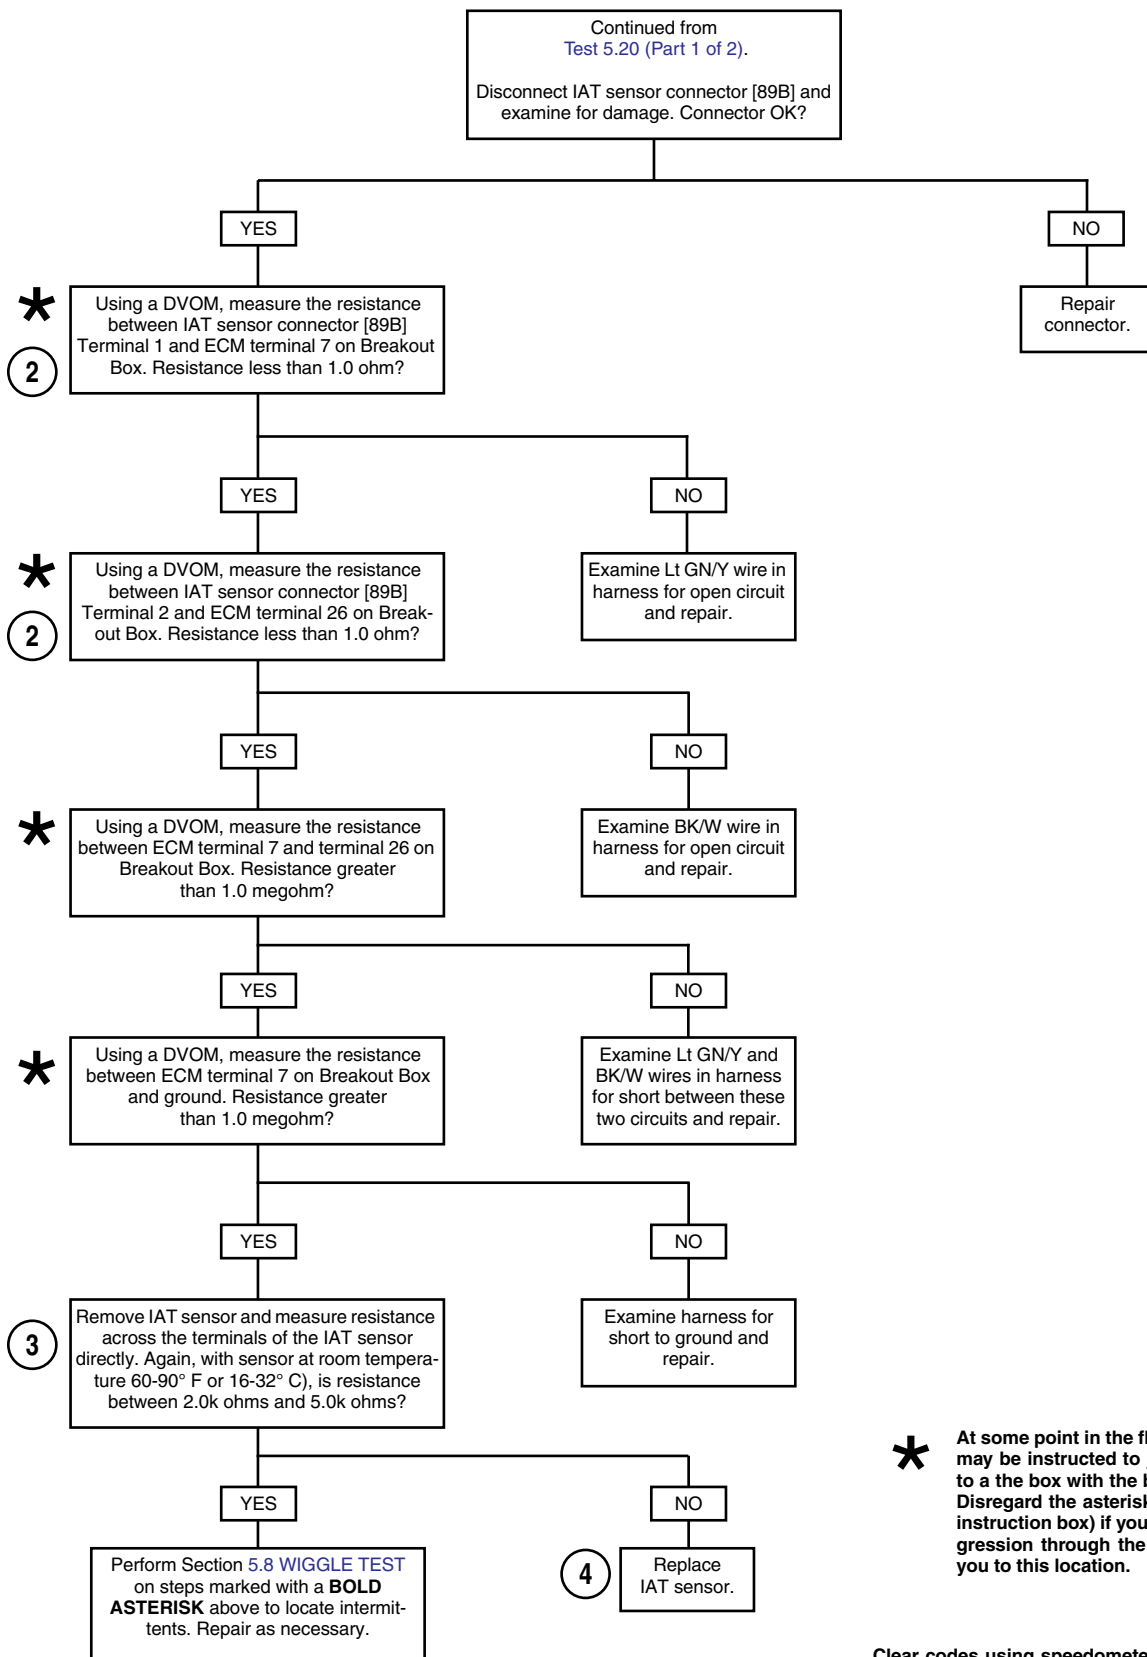 Continued from
Test 5.20 (Part 1 of 2).
Disconnect IAT sensor connector [89B] and
examine for damage. Connector OK?
YES
NO
*
2
Using a DVOM, measure the resistance
between IAT sensor connector [89B]
Terminal 1 and ECM terminal 7 on Breakout
Box. Resistance less than 1.0 ohm?
Repair
connector.
YES
NO
*
2
Using a DVOM, measure the resistance
between IAT sensor connector [89B]
Terminal 2 and ECM terminal 26 on Break-
out Box. Resistance less than 1.0 ohm?
Examine Lt GN/Y wire in
harness for open circuit
and repair.
YES
NO
*
Using a DVOM, measure the resistance
between ECM terminal 7 and terminal 26 on
Breakout Box. Resistance greater
than 1.0 megohm?
Examine BK/W wire in
harness for open circuit
and repair.
YES
NO
*
Using a DVOM, measure the resistance
between ECM terminal 7 on Breakout Box
and ground. Resistance greater
than 1.0 megohm?
Examine Lt GN/Y and
BK/W wires in harness
for short between these
two circuits and repair.
YES
NO
3
Remove IAT sensor and measure resistance
across the terminals of the IAT sensor
directly. Again, with sensor at room tempera-
ture 60-90° F or 16-32° C), is resistance
between 2.0k ohms and 5.0k ohms?
Examine harness for
short to ground and
repair.
YES
NO
Perform Section 5.8 WIGGLE TEST
on steps marked with a BOLD
ASTERISK above to locate intermit-
tents. Repair as necessary.
4
Replace
IAT sensor.
*
At some point in the
may be instructed to
to a the box with the
Disregard the asterisk
instruction box) if you
gression through the
you to this location.
Clear codes using